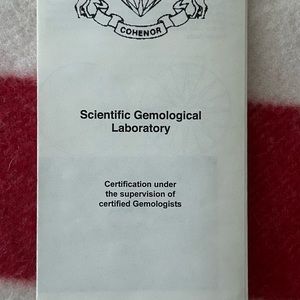 COHENOR
Scientific Gemological
Laboratory
Certification under
the supervision of
certified Gemologists